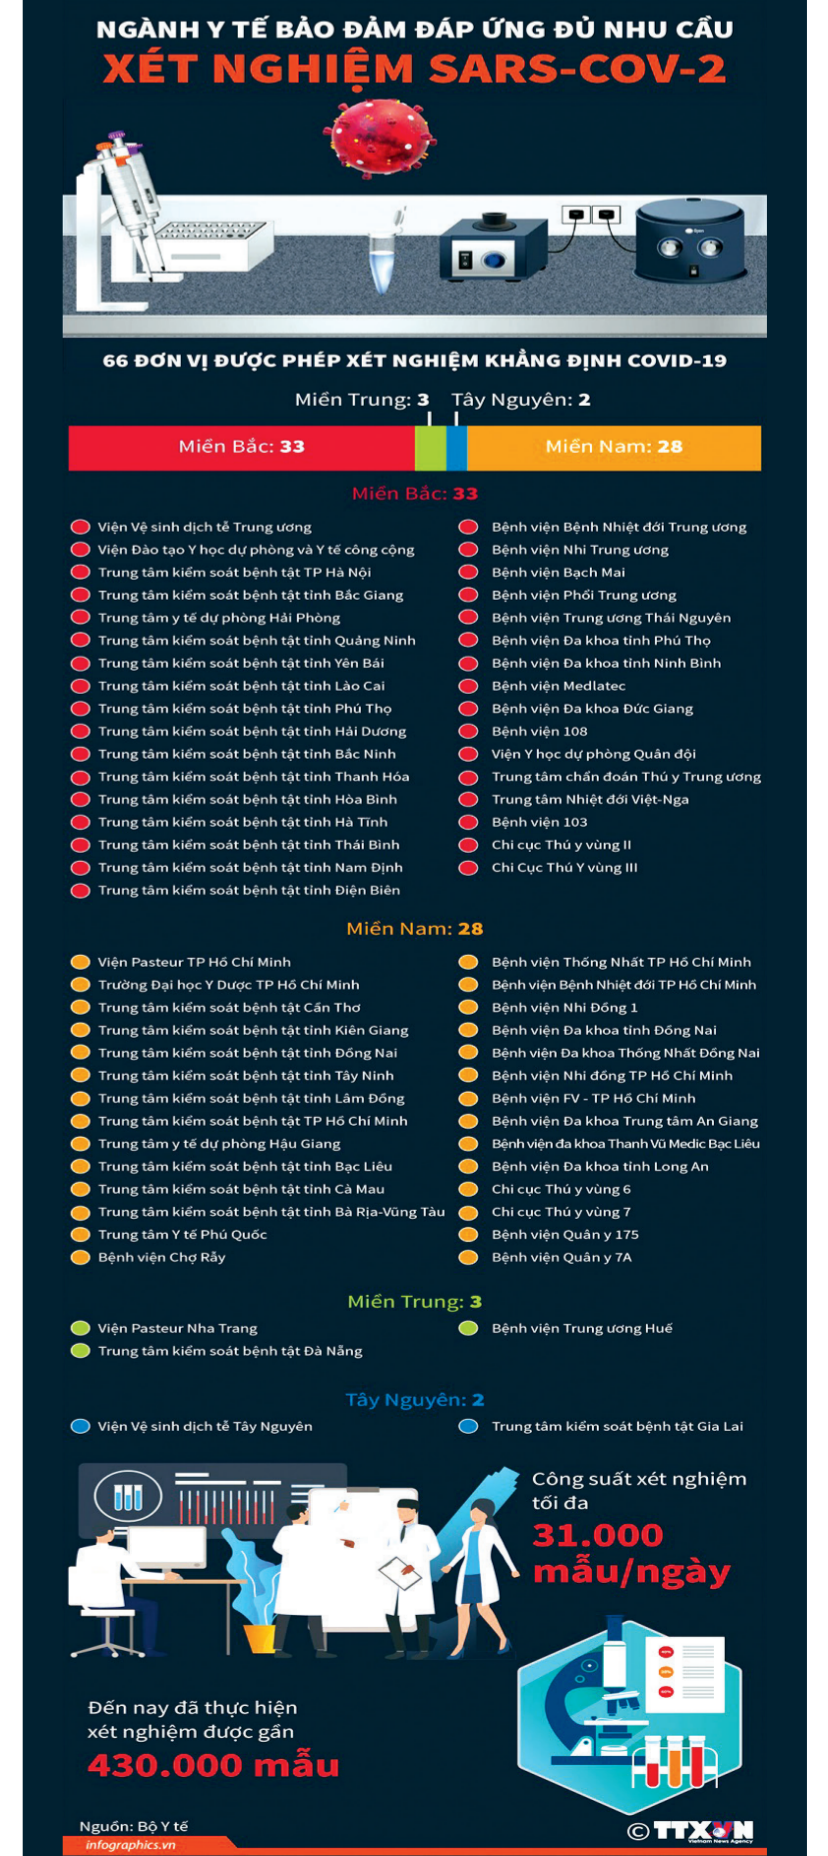 NGÀNH Y TẾ BẢO ĐẢM ĐÁP ỨNG ĐỦ NHU CẦU
XÉT NGHIỆM SARS-COV-2
66 ĐƠN VỊ ĐƯỢC PHÉP XÉT NGHIỆM KHẲNG ĐỊNH COVID-19
Miền Trung: 3
Tây Nguyên: 2
Miền Bắc: 33
Miền Nam: 28
Miền Bắc: 33
Viện Vệ sinh dịch tễ Trung ương
Viện Đào tạo Y học dự phòng và Y tế công cộng
Trung tâm kiểm soát bệnh tật TP Hà Nội
Trung tâm kiểm soát bệnh tật tỉnh Bắc Giang
Trung tâm y tế dự phòng Hải Phòng
Trung tâm kiểm soát bệnh tật tỉnh Quảng Ninh
Trung tâm kiểm soát bệnh tật tỉnh Yên Bái
Trung tâm kiểm soát bệnh tật tỉnh Lào Cai
Trung tâm kiểm soát bệnh tật tỉnh Phú Thọ
Trung tâm kiểm soát bệnh tật tỉnh Hải Dương
Trung tâm kiểm soát bệnh tật tỉnh Bắc Ninh
Trung tâm kiểm soát bệnh tật tỉnh Thanh Hóa
Trung tâm kiểm soát bệnh tật tỉnh Hòa Bình
Trung tâm kiểm soát bệnh tật tỉnh Hà Tĩnh
Trung tâm kiểm soát bệnh tật tỉnh Thái Bình
Trung tâm kiểm soát bệnh tật tỉnh Nam Định
Trung tâm kiểm soát bệnh tật tỉnh Điện Biên
Bệnh viện Bệnh Nhiệt đới Trung ương
Bệnh viện Nhi Trung ương
Bệnh viện Bạch Mai
Bệnh viện Phổi Trung ương
Bệnh viện Trung ương Thái Nguyên
Bệnh viện Đa khoa tỉnh Phú Thọ
Bệnh viện Đa khoa tỉnh Ninh Bình
Bệnh viện Medlatec
Bệnh viện Đa khoa Đức Giang
Bệnh viện 108
Viện Y học dự phòng Quân đội
Trung tâm chẩn đoán Thú y Trung ương
Trung tâm Nhiệt đới Việt-Nga
Bệnh viện 103
Chi cục Thú y vùng II
Chi Cục Thú Y vùng III
Miền Nam: 28
Viện Pasteur TP Hồ Chí Minh
Trường Đại học Y Dược TP Hồ Chí Minh
Trung tâm kiểm soát bệnh tật Cần Thơ
Trung tâm kiểm soát bệnh tật tỉnh Kiên Giang
Trung tâm kiểm soát bệnh tật tỉnh Đồng Nai
Trung tâm kiểm soát bệnh tật tỉnh Tây Ninh
Trung tâm kiểm soát bệnh tật tỉnh Lâm Đồng
Trung tâm kiểm soát bệnh tật TP Hồ Chí Minh
Trung tâm y tế dự phòng Hậu Giang
Trung tâm kiểm soát bệnh tật tỉnh Bạc Liêu
Trung tâm kiểm soát bệnh tật tỉnh Cà Mau
Trung tâm kiểm soát bệnh tật tỉnh Bà Rịa-Vũng Tàu
Trung tâm Y tế Phú Quốc
Bệnh viện Chợ Rẫy
Bệnh viện Thống Nhất TP Hồ Chí Minh
Bệnh viện Bệnh Nhiệt đới TP Hồ Chí Minh
Bệnh viện Nhi Đồng 1
Bệnh viện Đa khoa tỉnh Đồng Nai
Bệnh viện Đa khoa Thống Nhất Đồng Nai
Bệnh viện Nhi đồng TP Hồ Chí Minh
Bệnh viện FV - TP Hồ Chí Minh
Bệnh viện Đa khoa Trung tâm An Giang
Bệnh viện đa khoa Thanh Vũ Medic Bạc Liêu
Bệnh viện Đa khoa tỉnh Long An
Chi cục Thú y vùng 6
Chi cục Thú y vùng 7
Bệnh viện Quân y 175
Bệnh viện Quân y 7A
Miền Trung: 3
Viện Pasteur Nha Trang
Trung tâm kiểm soát bệnh tật Đà Nẵng
Bệnh viện Trung ương Huế
Tây Nguyên: 2
Viện Vệ sinh dịch tễ Tây Nguyên
Trung tâm kiểm soát bệnh tật Gia Lai
Công suất xét nghiệm
tối đa
31.000
mẫu/ngày
Đến nay đã thực hiện
xét nghiệm được gần
430.000 mẫu
Nguồn: Bộ Y tế
infographics.vn
© TTXVN
Vietnam News Agency